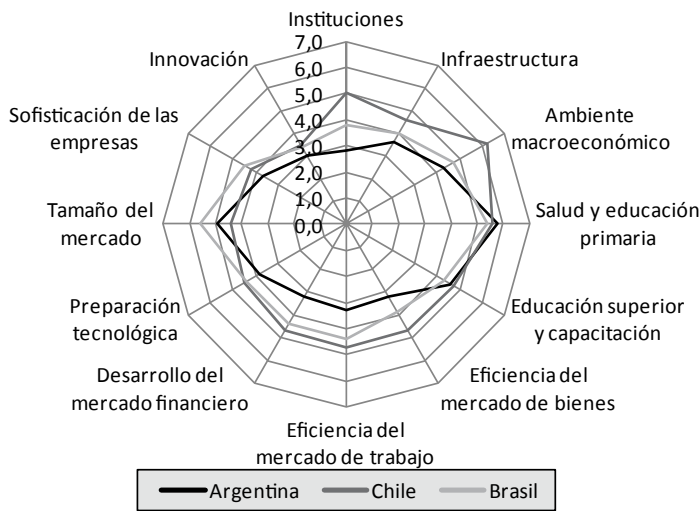 Instituciones
7,0
6,0
5,0
4,0
3,0
2,0
1,0
0,0
Infraestructura
Ambiente
macroeconómico
Salud y educación
primaria
Educación superior
y capacitación
Eficiencia del
mercado de bienes
Eficiencia del
mercado de trabajo
Desarrollo del
mercado financiero
Preparación
tecnológica
Tamaño del
mercado
Sofisticación de las
empresas
Innovación
Argentina
Chile
Brasil